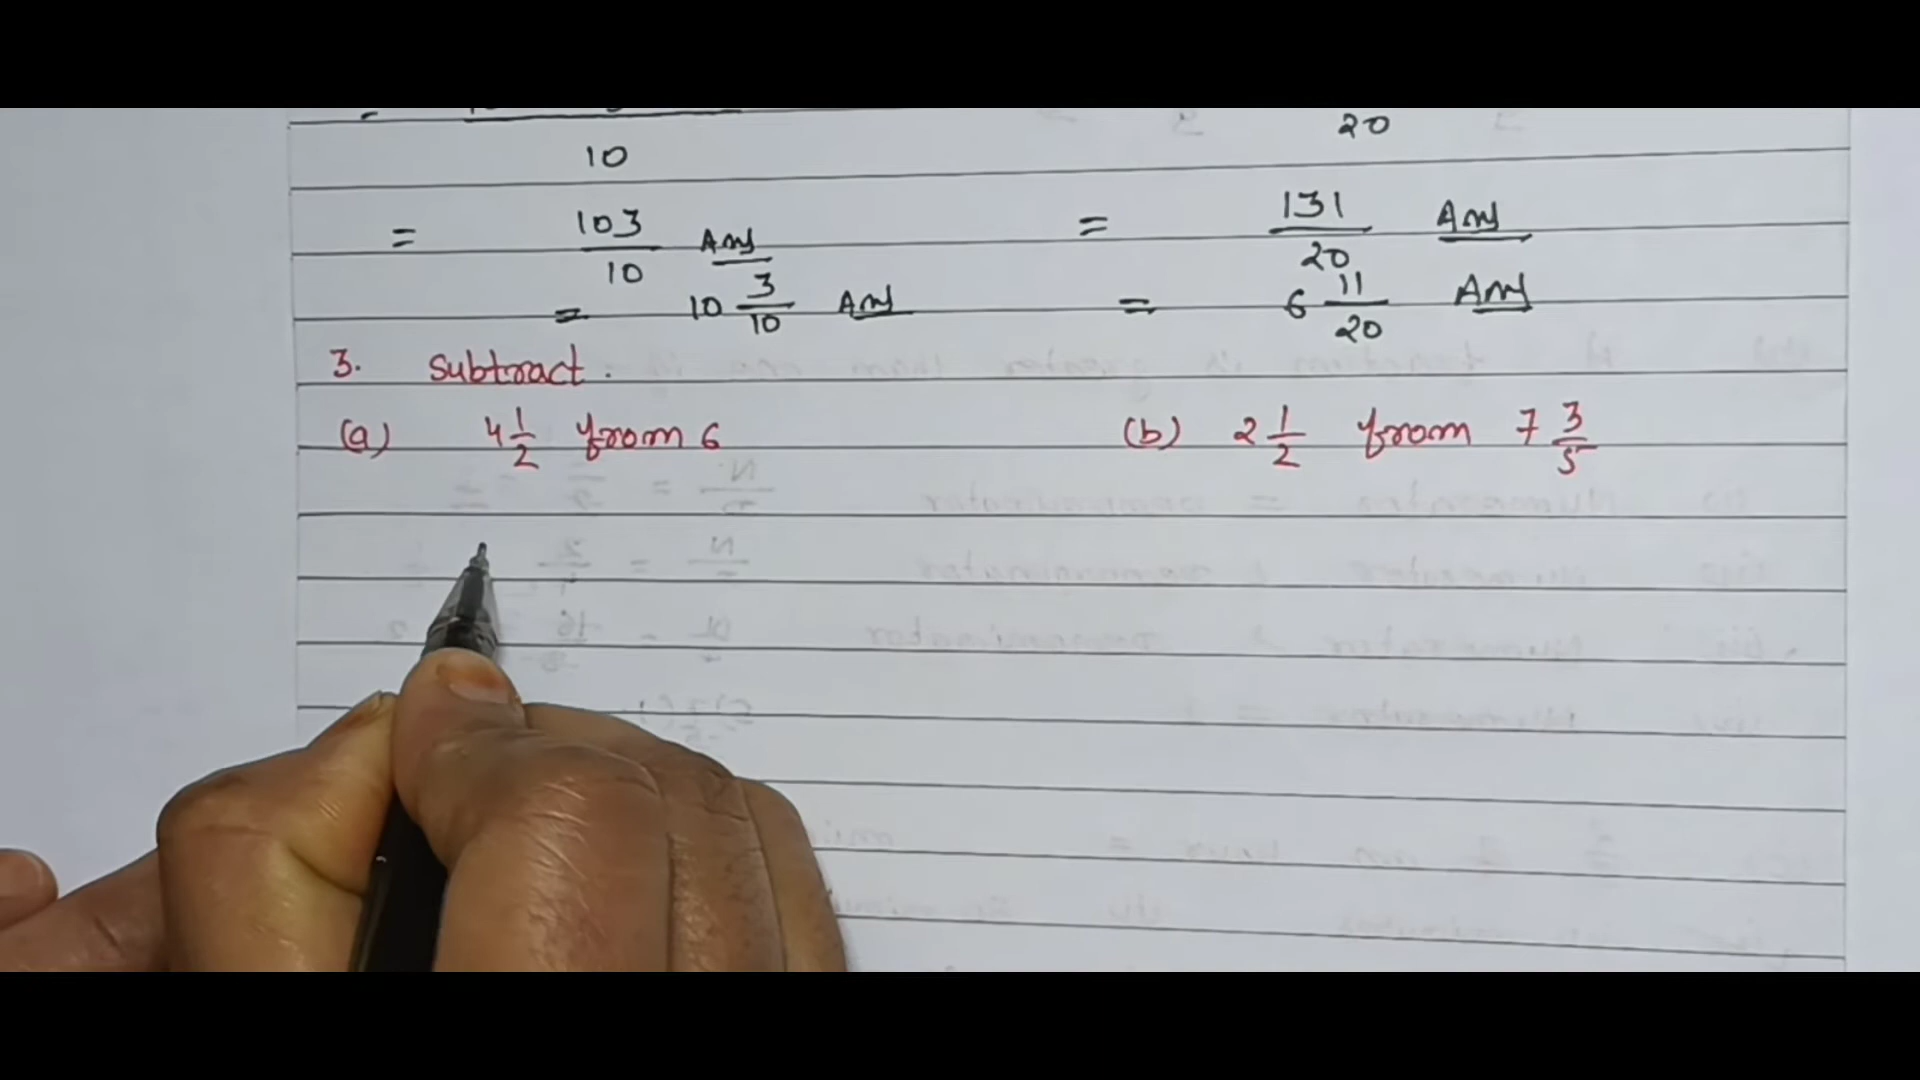 10 20
= 103/10 Ans = 131/20 Ans
= 10 3/10 Ans = 6 11/20 Ans
3. Subtract.
(a) 4 1/2 from 6 (b) 2 1/2 from 7 3/5